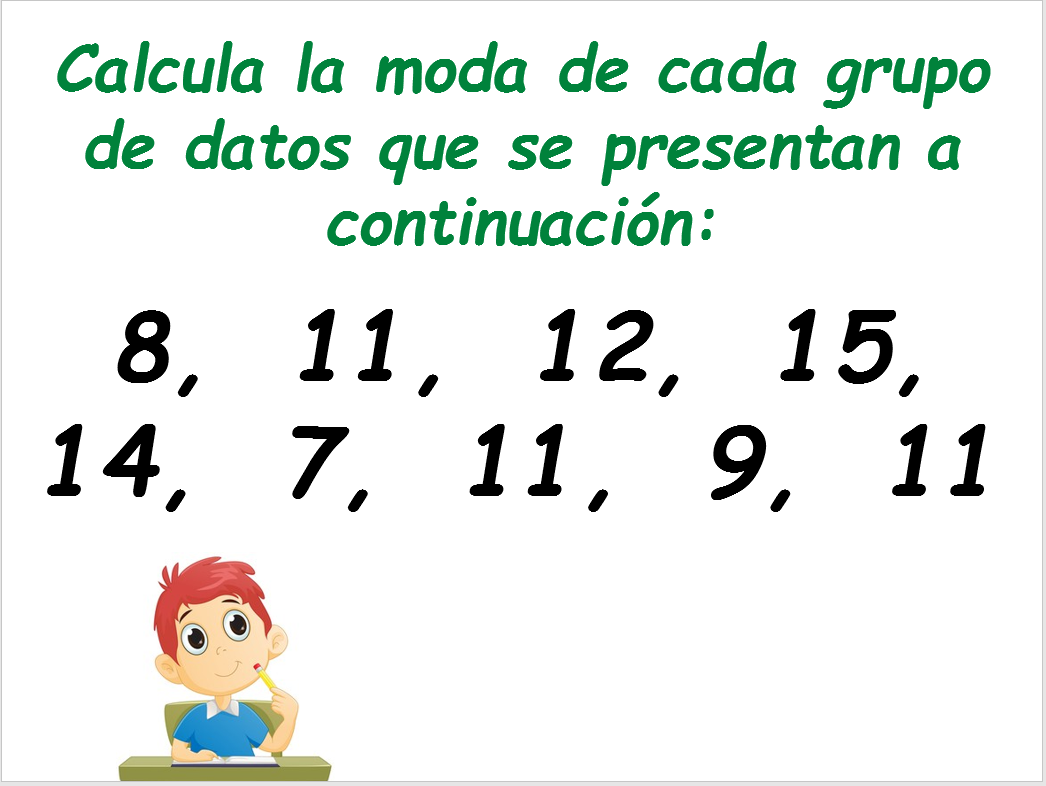 Calcula la moda de cada grupo
de datos que se presentan a
continuación:
8, 11, 12, 15,
14, 7, 11, 9, 11